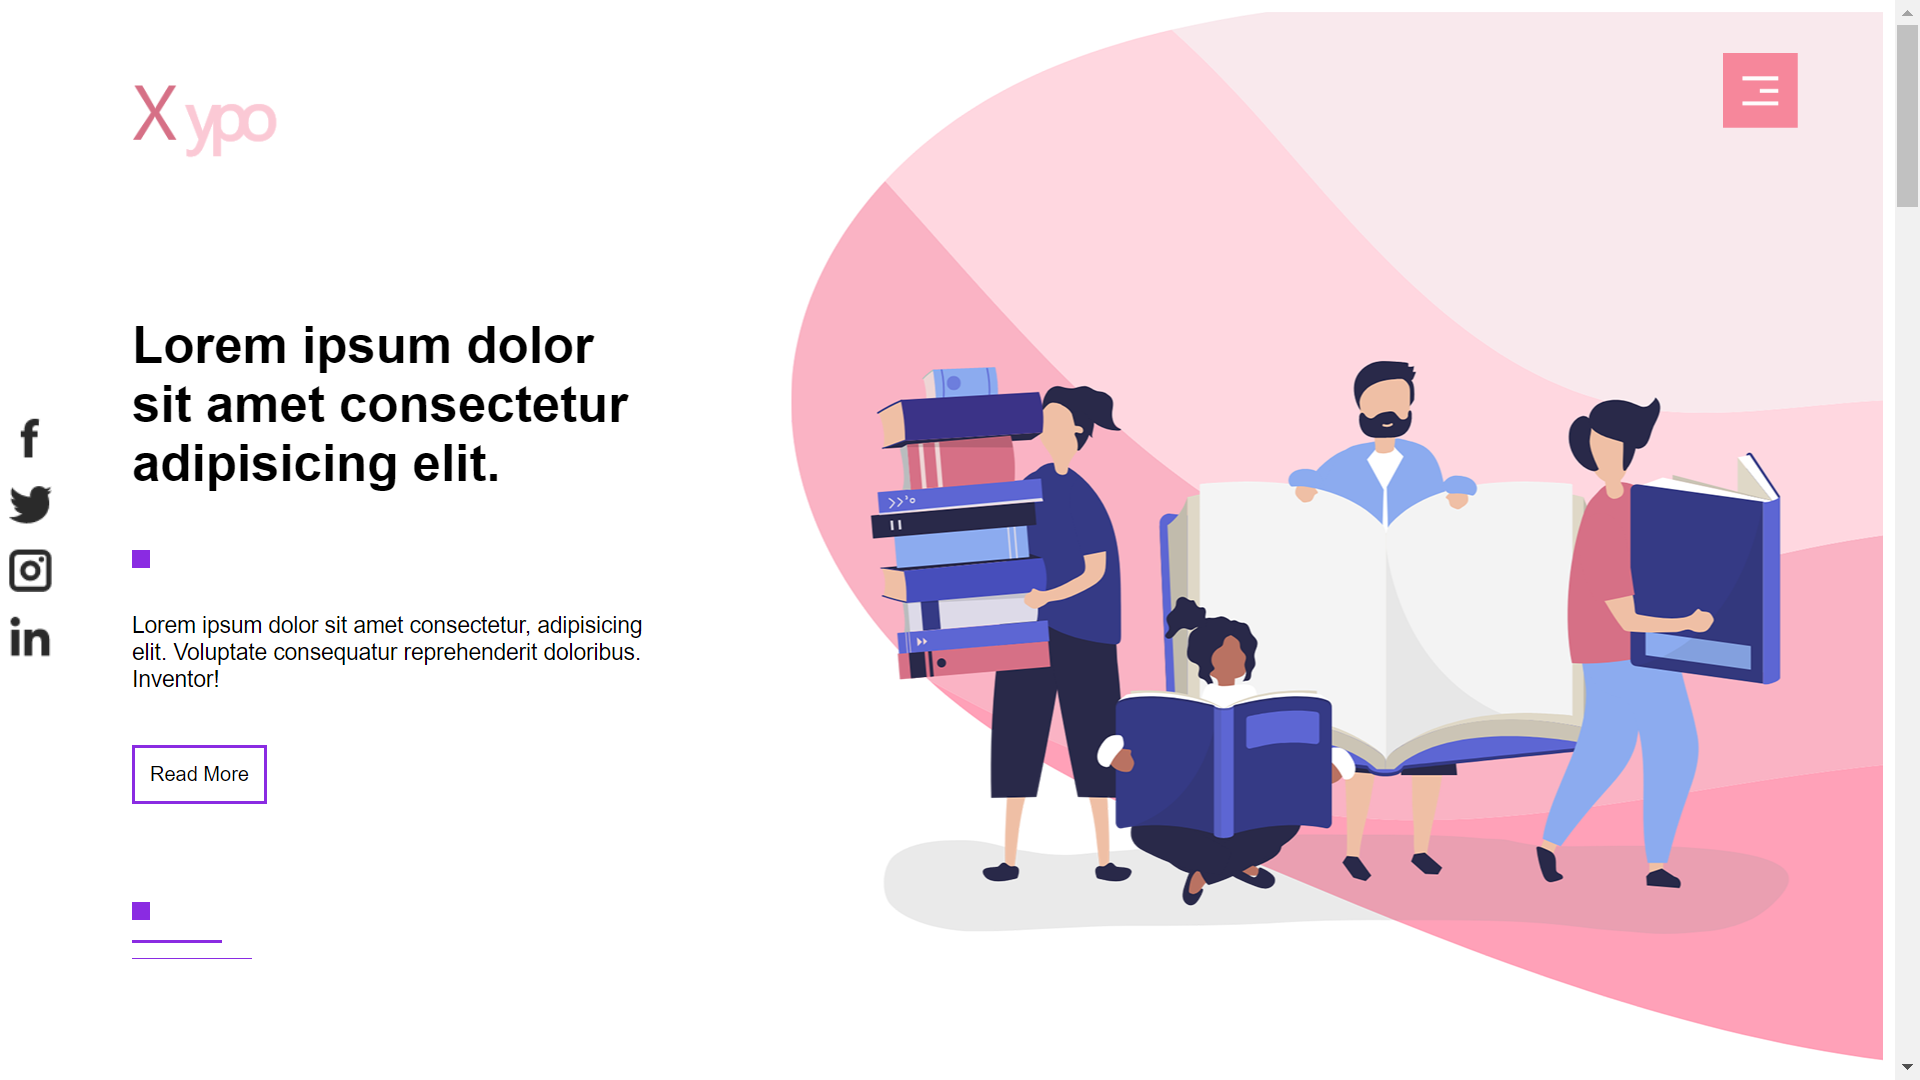 Xypo
Lorem ipsum dolor
sit amet consectetur
adipisicing elit.
Lorem ipsum dolor sit amet consectetur, adipisicing
elit. Voluptate consequatur reprehenderit doloribus.
Inventor!
Read More